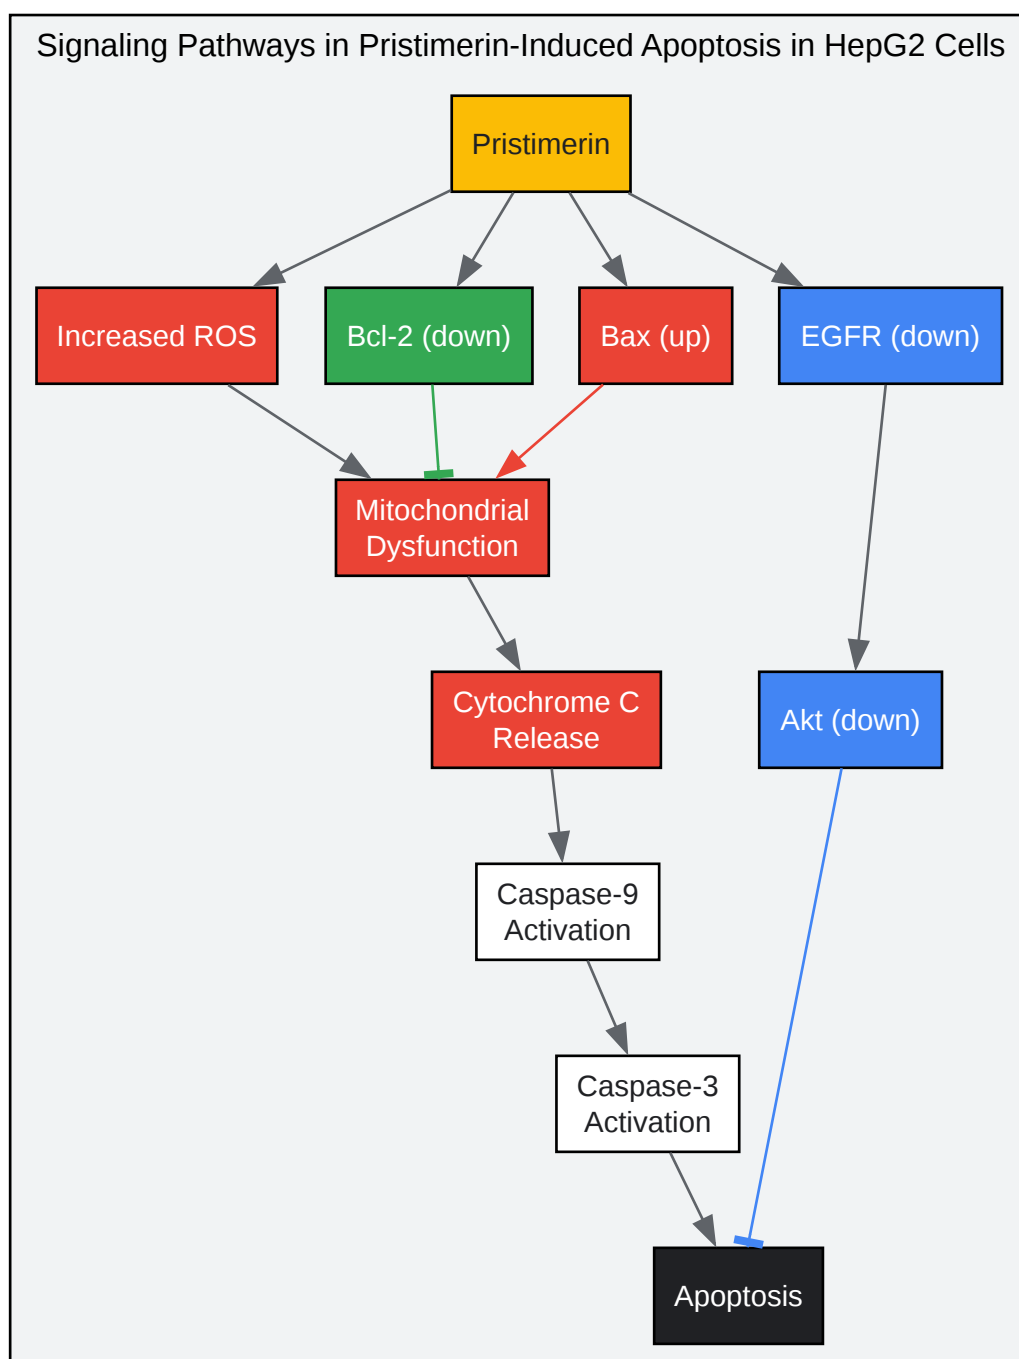 Signaling Pathways in Pristimerin-Induced Apoptosis in HepG2 Cells
Pristimerin
Increased ROS
Bcl-2 (down)
Bax (up)
EGFR (down)
Mitochondrial
Dysfunction
Cytochrome C
Release
Akt (down)
Caspase-9
Activation
Caspase-3
Activation
Apoptosis